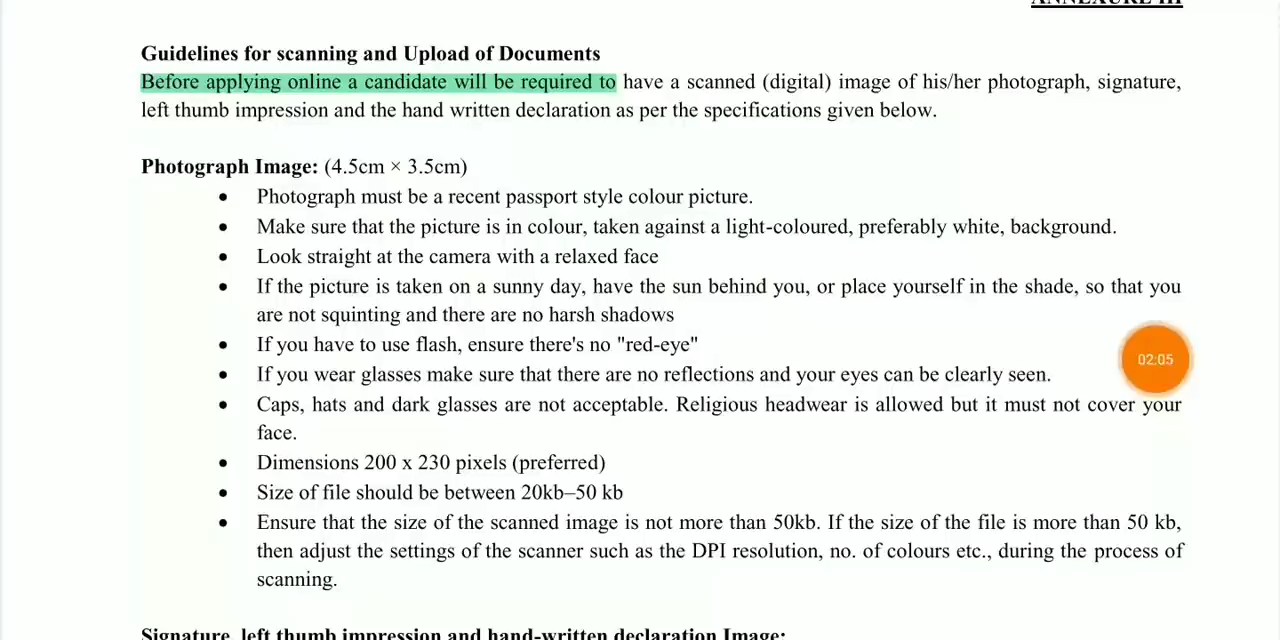 ANNEXURE III
Guidelines for scanning and Upload of Documents
Before applying online a candidate will be required to have a scanned (digital) image of his/her photograph, signature,
left thumb impression and the hand written declaration as per the specifications given below.
Photograph Image: (4.5cm × 3.5cm)
• Photograph must be a recent passport style colour picture.
• Make sure that the picture is in colour, taken against a light-coloured, preferably white, background.
• Look straight at the camera with a relaxed face
• If the picture is taken on a sunny day, have the sun behind you, or place yourself in the shade, so that you
are not squinting and there are no harsh shadows
• If you have to use flash, ensure there's no "red-eye"
• If you wear glasses make sure that there are no reflections and your eyes can be clearly seen.
02:05
• Caps, hats and dark glasses are not acceptable. Religious headwear is allowed but it must not cover your
face.
• Dimensions 200 x 230 pixels (preferred)
• Size of file should be between 20kb–50 kb
• Ensure that the size of the scanned image is not more than 50kb. If the size of the file is more than 50 kb,
then adjust the settings of the scanner such as the DPI resolution, no. of colours etc., during the process of
scanning.
Signature, left thumb impression and hand-written declaration Image: